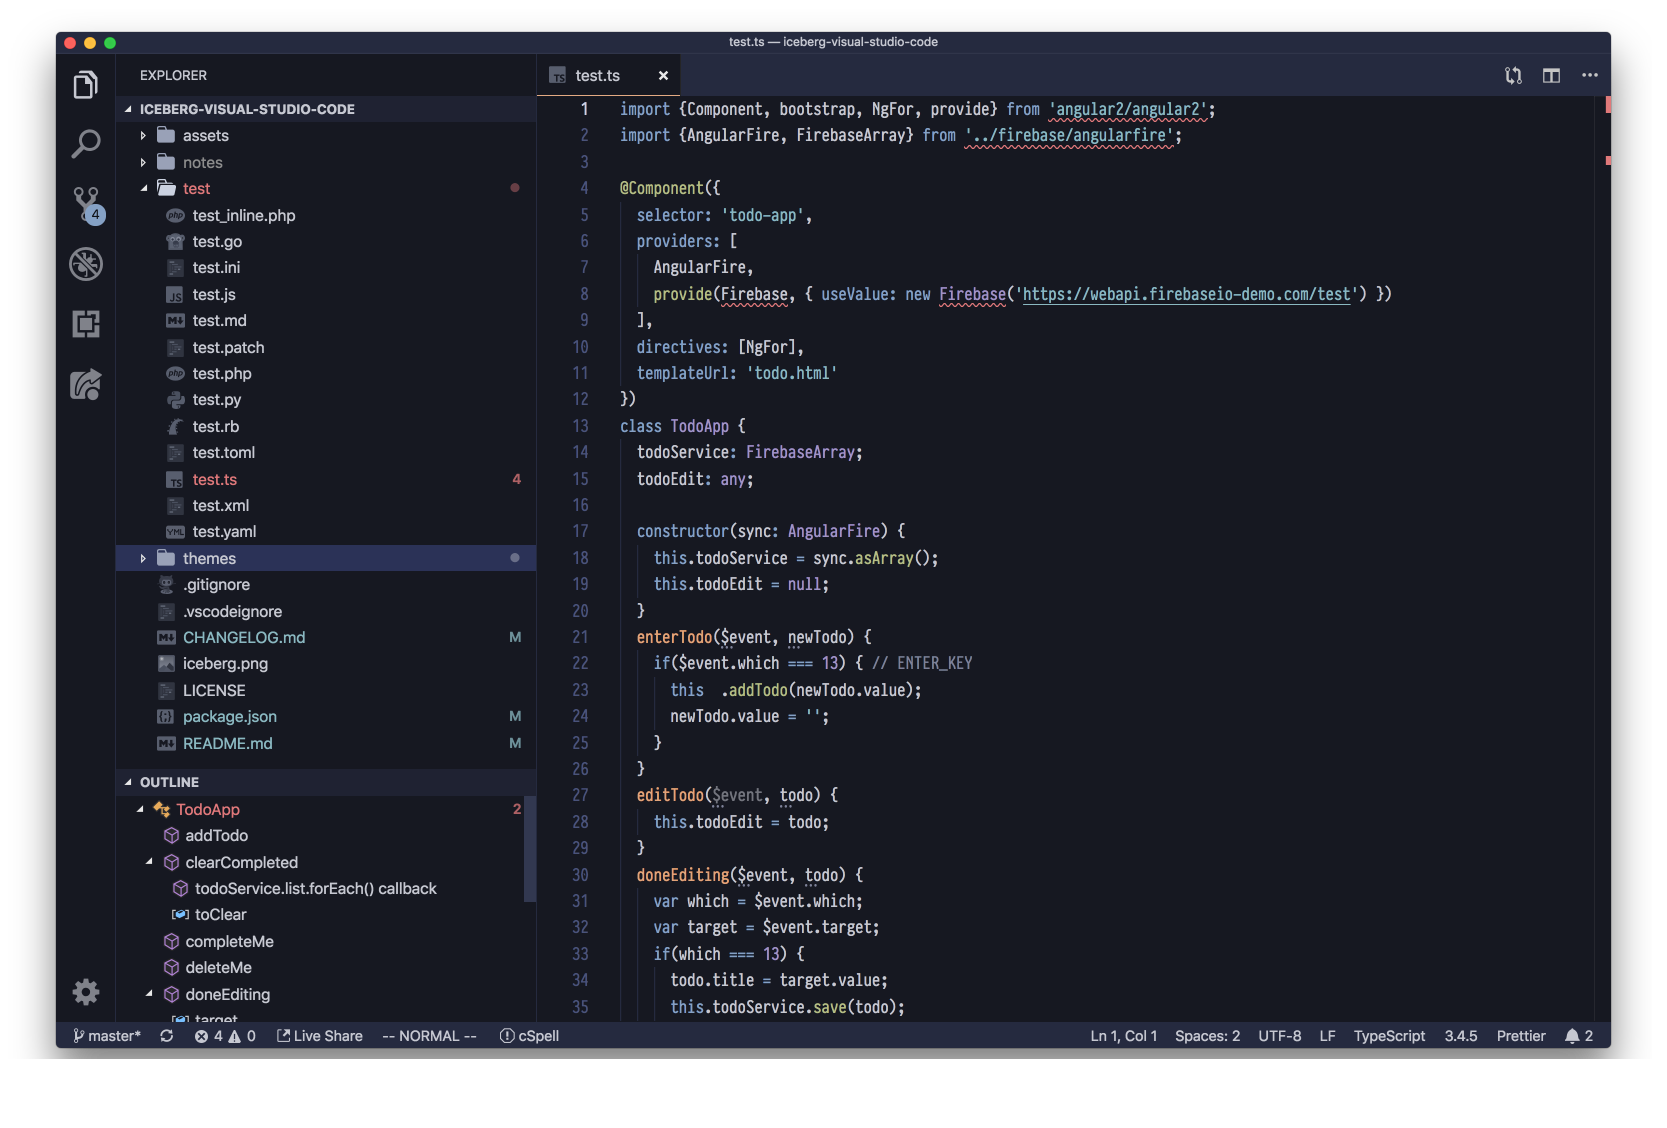 test.ts — iceberg-visual-studio-code
EXPLORER
ICEBERG-VISUAL-STUDIO-CODE
assets
notes
test
test_inline.php
test.go
test.ini
test.js
test.md
test.patch
test.php
test.py
test.rb
test.toml
test.ts 4
test.xml
test.yaml
themes
.gitignore
.vscodeignore
CHANGELOG.md M
iceberg.png
LICENSE
package.json M
README.md M
OUTLINE
TodoApp 2
addTodo
clearCompleted
todoService.list.forEach() callback
toClear
completeMe
deleteMe
doneEditing
target
4
test.ts
1 import {Component, bootstrap, NgFor, provide} from 'angular2/angular2';
2 import {AngularFire, FirebaseArray} from '../firebase/angularfire';
3
4 @Component({
5 selector: 'todo-app',
6 providers: [
7 AngularFire,
8 provide(Firebase, { useValue: new Firebase('https://webapi.firebaseio-demo.com/test') })
9 ],
10 directives: [NgFor],
11 templateUrl: 'todo.html'
12 })
13 class TodoApp {
14 todoService: FirebaseArray;
15 todoEdit: any;
16
17 constructor(sync: AngularFire) {
18 this.todoService = sync.asArray();
19 this.todoEdit = null;
20 }
21 enterTodo($event, newTodo) {
22 if($event.which === 13) { // ENTER_KEY
23 this  .addTodo(newTodo.value);
24 newTodo.value = '';
25 }
26 }
27 editTodo($event, todo) {
28 this.todoEdit = todo;
29 }
30 doneEditing($event, todo) {
31 var which = $event.which;
32 var target = $event.target;
33 if(which === 13) {
34 todo.title = target.value;
35 this.todoService.save(todo);
master* 4 0 Live Share -- NORMAL -- cSpell Ln 1, Col 1 Spaces: 2 UTF-8 LF TypeScript 3.4.5 Prettier 2